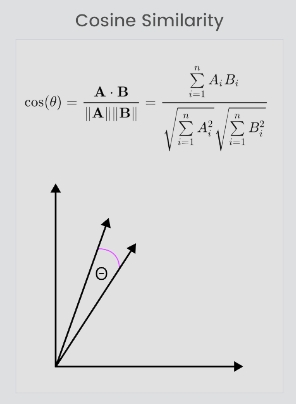 Cosine Similarity
cos(θ) = A · B / ‖A‖‖B‖ = n ∑ i=1 A_i B_i / √(n ∑ i=1 A_i^2) √(n ∑ i=1 B_i^2)
Θ